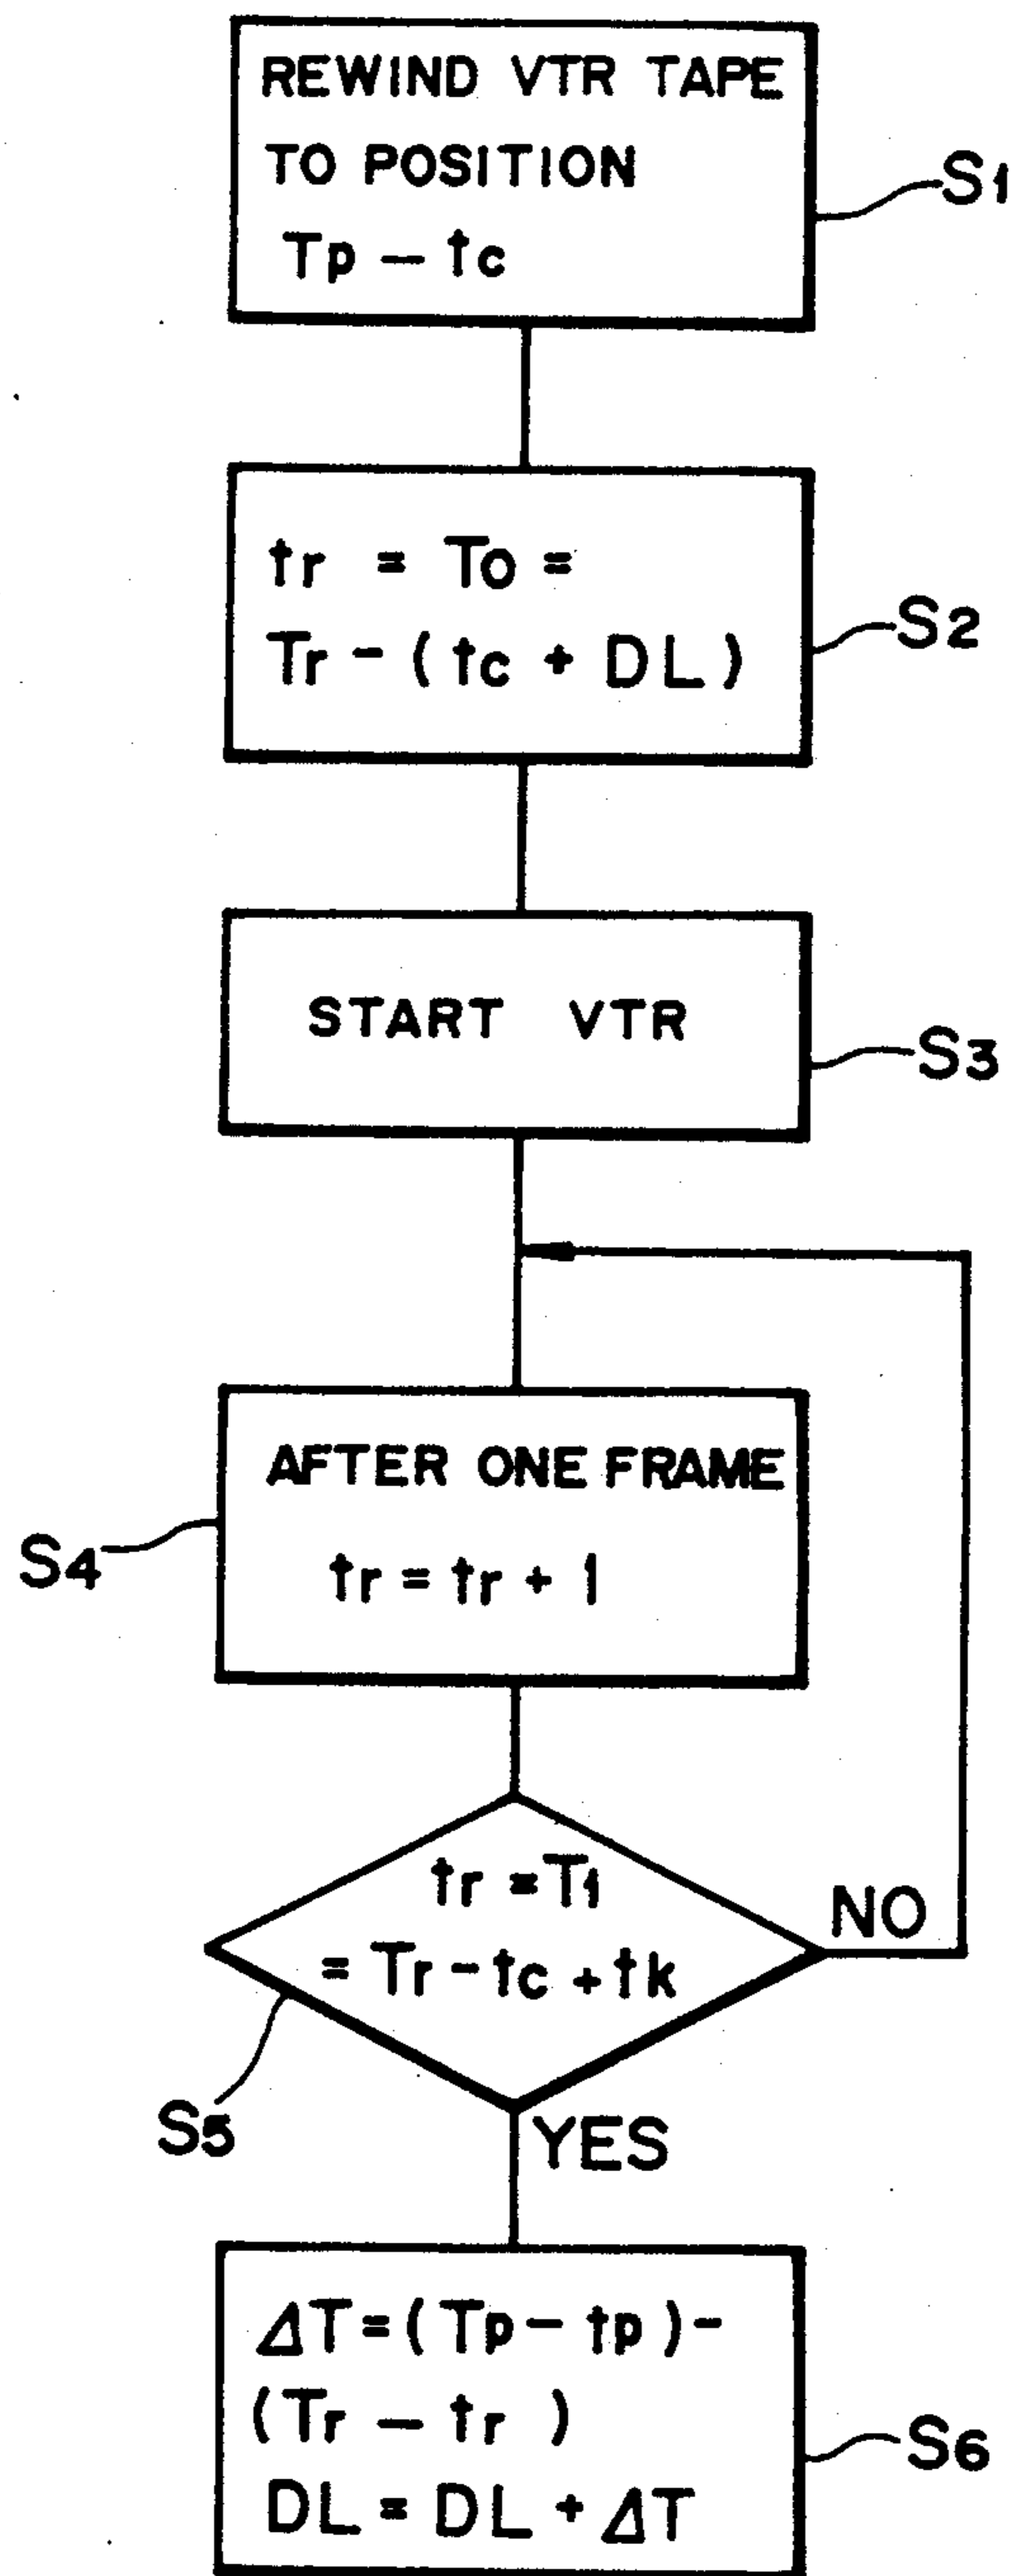 REWIND VTR TAPE
TO POSITION
Tp - tc
S1
tr = To =
Tr - (tc + DL)
S2
START VTR
S3
AFTER ONE FRAME
tr = tr + 1
S4
tr = T1
= Tr - tc + tk
NO
S5
YES
ΔT = (Tp - tp) -
(Tr - tr)
DL = DL + ΔT
S6